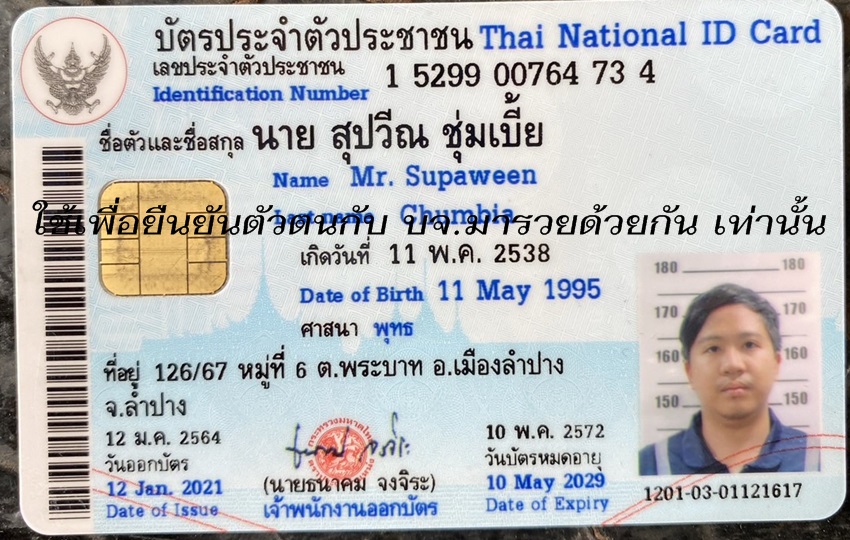 บัตรประจำตัวประชาชน Thai National ID Card
เลขประจำตัวประชาชน
Identification Number 1 5299 00764 73 4
ชื่อตัวและชื่อสกุล นาย สุปวีณ ชุ่มเบี้ย
Name Mr. Supaween
Last name Chumbia
ใช้เพื่อยืนยันตัวตนกับ บจ.มารวยด้วยกัน เท่านั้น
เกิดวันที่ 11 พ.ค. 2538
Date of Birth 11 May 1995
ศาสนา พุทธ
ที่อยู่ 126/67 หมู่ที่ 6 ต.พระบาท อ.เมืองลำปาง
จ.ลำปาง
180 180
170 170
160 160
150 150
12 ม.ค. 2564
วันออกบัตร
12 Jan. 2021
Date of Issue
(นายธนาคม จงจิระ)
เจ้าพนักงานออกบัตร
10 พ.ค. 2572
วันบัตรหมดอายุ
10 May 2029
Date of Expiry
1201-03-01121617